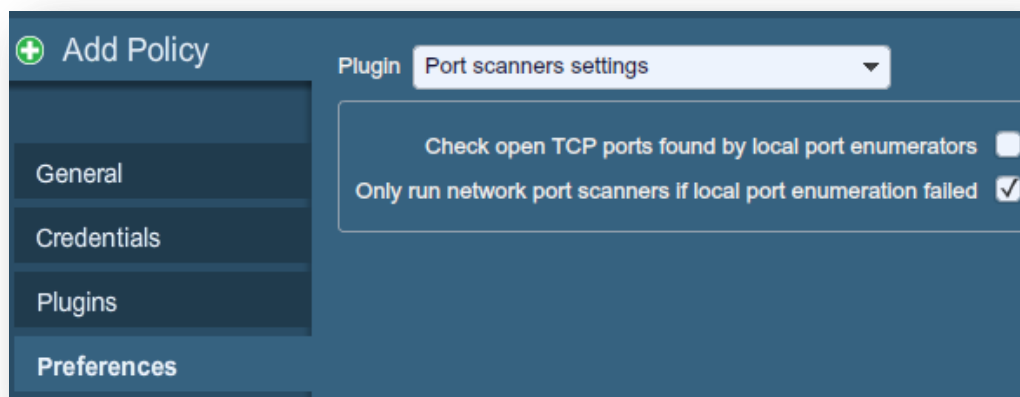 Add Policy
General
Credentials
Plugins
Preferences
Plugin Port scanners settings
Check open TCP ports found by local port enumerators
Only run network port scanners if local port enumeration failed